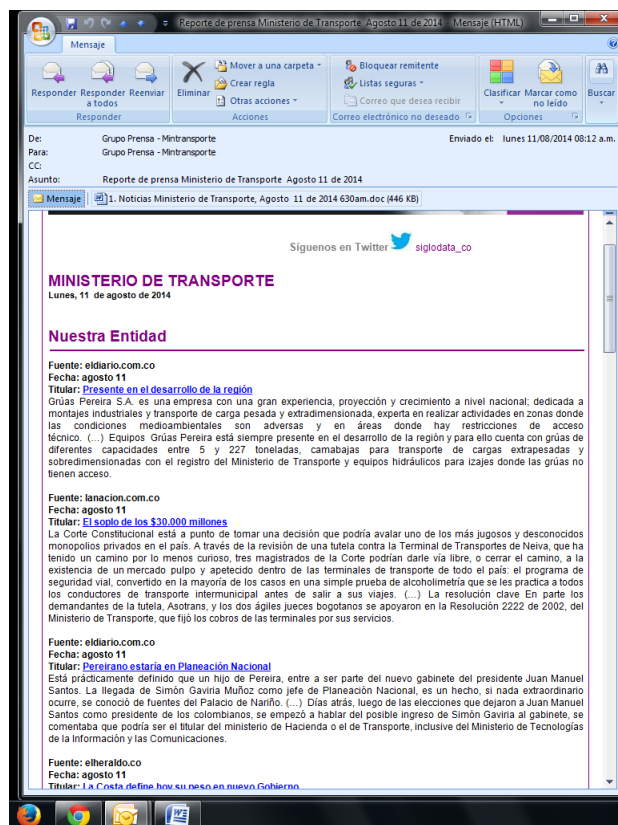 Reporte de prensa Ministerio de Transporte Agosto 11 de 2014 - Mensaje (HTML)
Mensaje
Responder Responder a todos Reenviar
Responder
Eliminar
Mover a una carpeta
Crear regla
Otras acciones
Acciones
Bloquear remitente
Listas seguras
Correo que desea recibir
Correo electrónico no deseado
Clasificar Marcar como no leído
Opciones
Buscar
De: Grupo Prensa - Mintransporte Enviado el: lunes 11/08/2014 08:12 a.m.
Para: Grupo Prensa - Mintransporte
CC:
Asunto: Reporte de prensa Ministerio de Transporte Agosto 11 de 2014
Mensaje 1. Noticias Ministerio de Transporte, Agosto 11 de 2014 630am.doc (446 KB)
Síguenos en Twitter siglodata_co
MINISTERIO DE TRANSPORTE
Lunes, 11 de agosto de 2014
Nuestra Entidad
Fuente: eldiario.com.co
Fecha: agosto 11
Titular: Presente en el desarrollo de la región
Grúas Pereira S.A. es una empresa con una gran experiencia, proyección y crecimiento a nivel nacional; dedicada a
montajes industriales y transporte de carga pesada y extradimensionada, experta en realizar actividades en zonas donde
las condiciones medioambientales son adversas y en áreas donde hay restricciones de acceso
técnico. (…) Equipos Grúas Pereira está siempre presente en el desarrollo de la región y para ello cuenta con grúas de
diferentes capacidades entre 5 y 227 toneladas, camabajas para transporte de cargas extrapesadas y
sobredimensionadas con el registro del Ministerio de Transporte y equipos hidráulicos para izajes donde las grúas no
tienen acceso.
Fuente: lanacion.com.co
Fecha: agosto 11
Titular: El soplo de los $30.000 millones
La Corte Constitucional está a punto de tomar una decisión que podría avalar uno de los más jugosos y desconocidos
monopolios privados en el país. A través de la revisión de una tutela contra la Terminal de Transportes de Neiva, que ha
tenido un camino por lo menos curioso, tres magistrados de la Corte podrían darle vía libre, o cerrar el camino, a la
existencia de un mercado pulpo y apetecido dentro de las terminales de transporte de todo el país: el programa de
seguridad vial, convertido en la mayoría de los casos en una simple prueba de alcoholimetría que se les practica a todos
los conductores de transporte intermunicipal antes de salir a sus viajes. (…) La resolución clave En parte los
demandantes de la tutela, Asotrans, y los dos ágiles jueces bogotanos se apoyaron en la Resolución 2222 de 2002, del
Ministerio de Transporte, que fijó los cobros de las terminales por sus servicios.
Fuente: eldiario.com.co
Fecha: agosto 11
Titular: Pereirano estaría en Planeación Nacional
Está prácticamente definido que un hijo de Pereira, entre a ser parte del nuevo gabinete del presidente Juan Manuel
Santos. La llegada de Simón Gaviria Muñoz como jefe de Planeación Nacional, es un hecho, si nada extraordinario
ocurre, se conoció de fuentes del Palacio de Nariño. (…) Días atrás, luego de las elecciones que dejaron a Juan Manuel
Santos como presidente de los colombianos, se empezó a hablar del posible ingreso de Simón Gaviria al gabinete, se
comentaba que podría ser el titular del ministerio de Hacienda o el de Transporte, inclusive del Ministerio de Tecnologías
de la Información y las Comunicaciones.
Fuente: elheraldo.co
Fecha: agosto 11
Titular: La Costa define hoy su peso en nuevo Gobierno